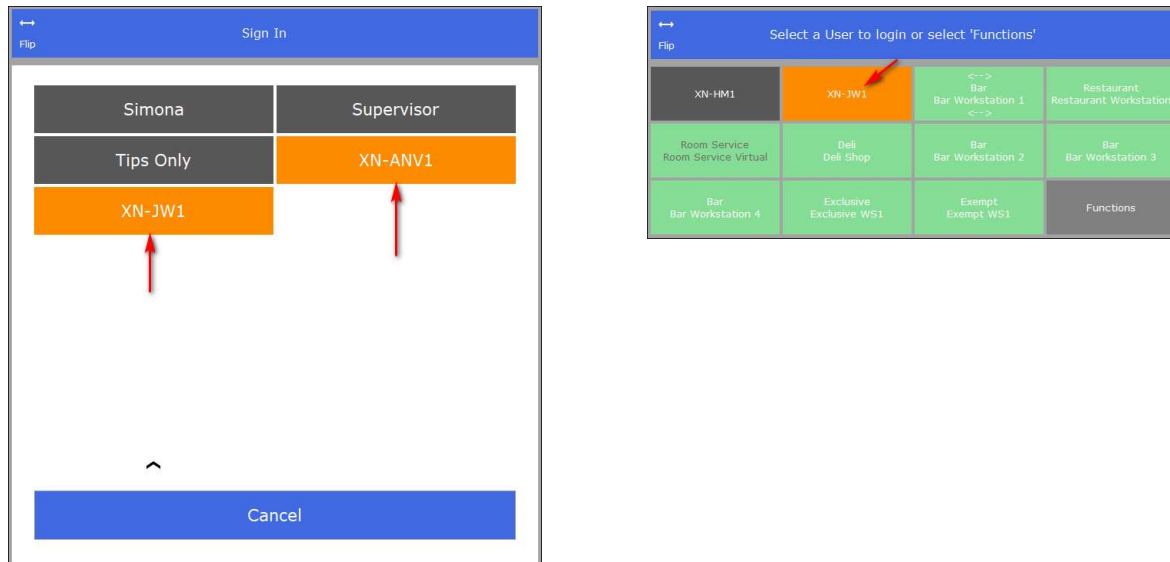 Flip
Sign In
Simona
Supervisor
Tips Only
XN-ANV1
XN-JW1
Cancel
Flip
Select a User to login or select 'Functions'
XN-HM1
XN-JW1
<-->
Bar
Bar Workstation 1
<-->
Restaurant
Restaurant Workstation
Room Service
Room Service Virtual
Deli
Deli Shop
Bar
Bar Workstation 2
Bar
Bar Workstation 3
Bar
Bar Workstation 4
Exclusive
Exclusive WS1
Exempt
Exempt WS1
Functions